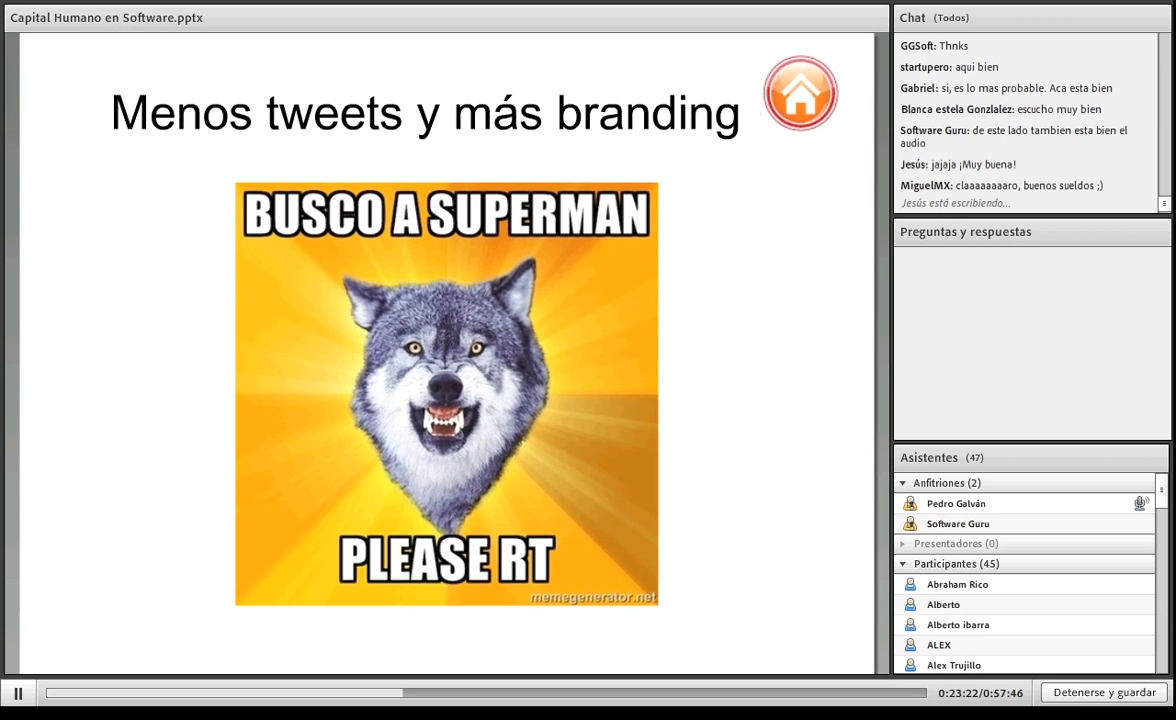 Capital Humano en Software.pptx
Menos tweets y más branding
BUSCO A SUPERMAN
PLEASE RT
memegenerator.net
Chat (Todos)
GGSoft: Thnks
startupero: aqui bien
Gabriel: si, es lo mas probable. Aca esta bien
Blanca estela Gonzlalez: escucho muy bien
Software Guru: de este lado tambien esta bien el
audio
Jesús: jajaja ¡Muy buena!
MiguelMX: claaaaaaaaro, buenos sueldos ;)
Jesús está escribiendo...
Preguntas y respuestas
Asistentes (47)
Anfitriones (2)
Pedro Galván
Software Guru
Presentadores (0)
Participantes (45)
Abraham Rico
Alberto
Alberto ibarra
ALEX
Alex Trujillo
0:23:22/0:57:46
Detenerse y guardar